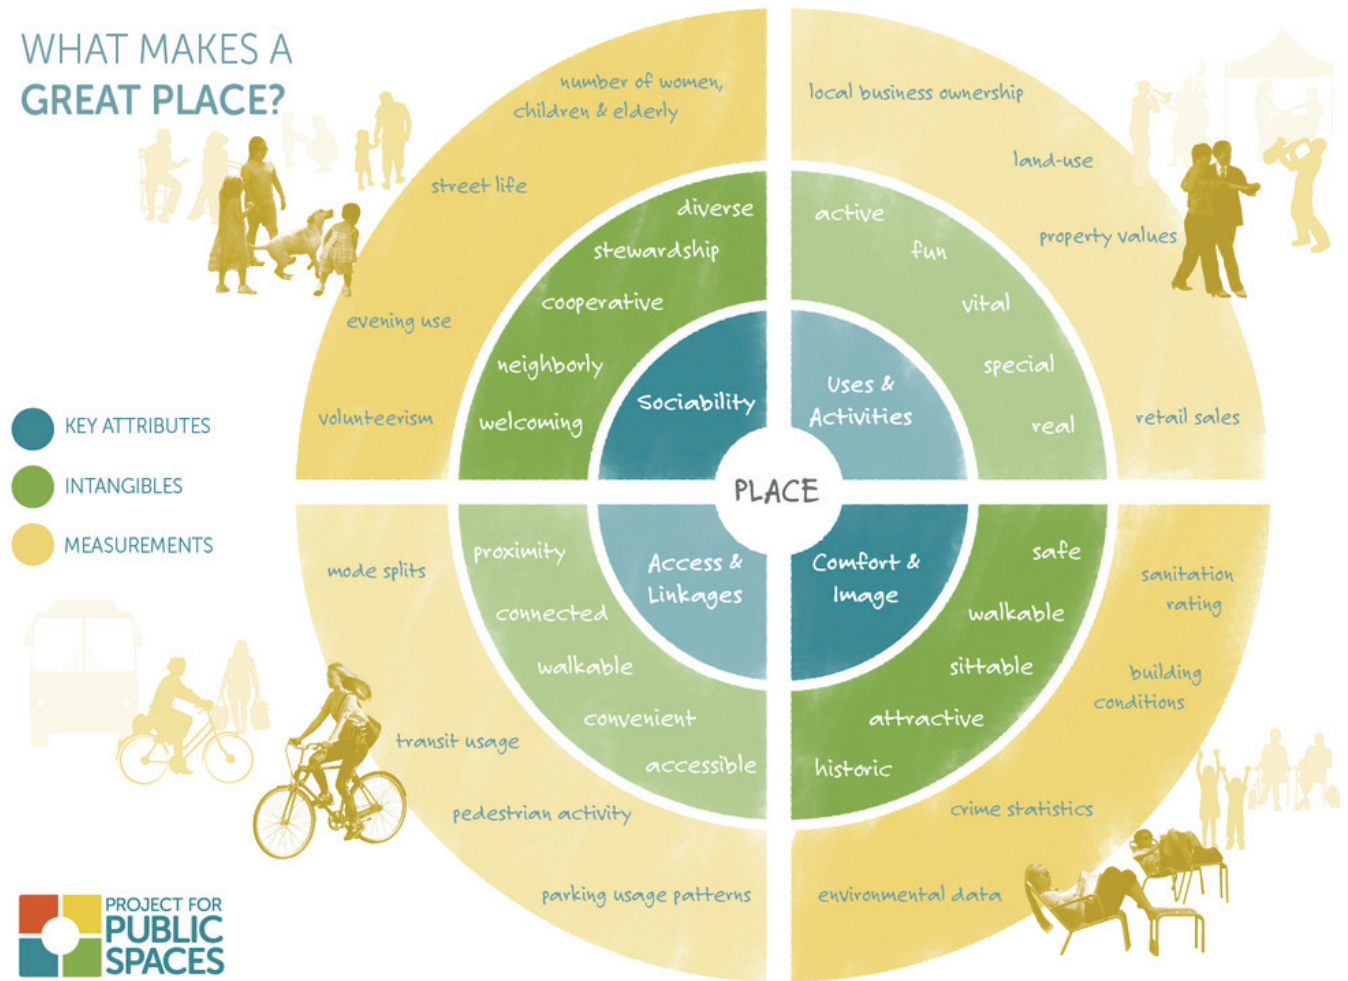 WHAT MAKES A
GREAT PLACE?
number of women,
children & elderly
street life
evening use
volunteerism
diverse
stewardship
cooperative
neighborly
welcoming
Sociability
local business ownership
land-use
property values
retail sales
active
fun
vital
special
real
Uses &
Activities
KEY ATTRIBUTES
INTANGIBLES
MEASUREMENTS
PLACE
Access &
Linkages
proximity
connected
walkable
convenient
accessible
mode splits
transit usage
pedestrian activity
parking usage patterns
Comfort &
Image
safe
walkable
sittable
attractive
historic
sanitation
rating
building
conditions
crime statistics
environmental data
PROJECT FOR
PUBLIC
SPACES